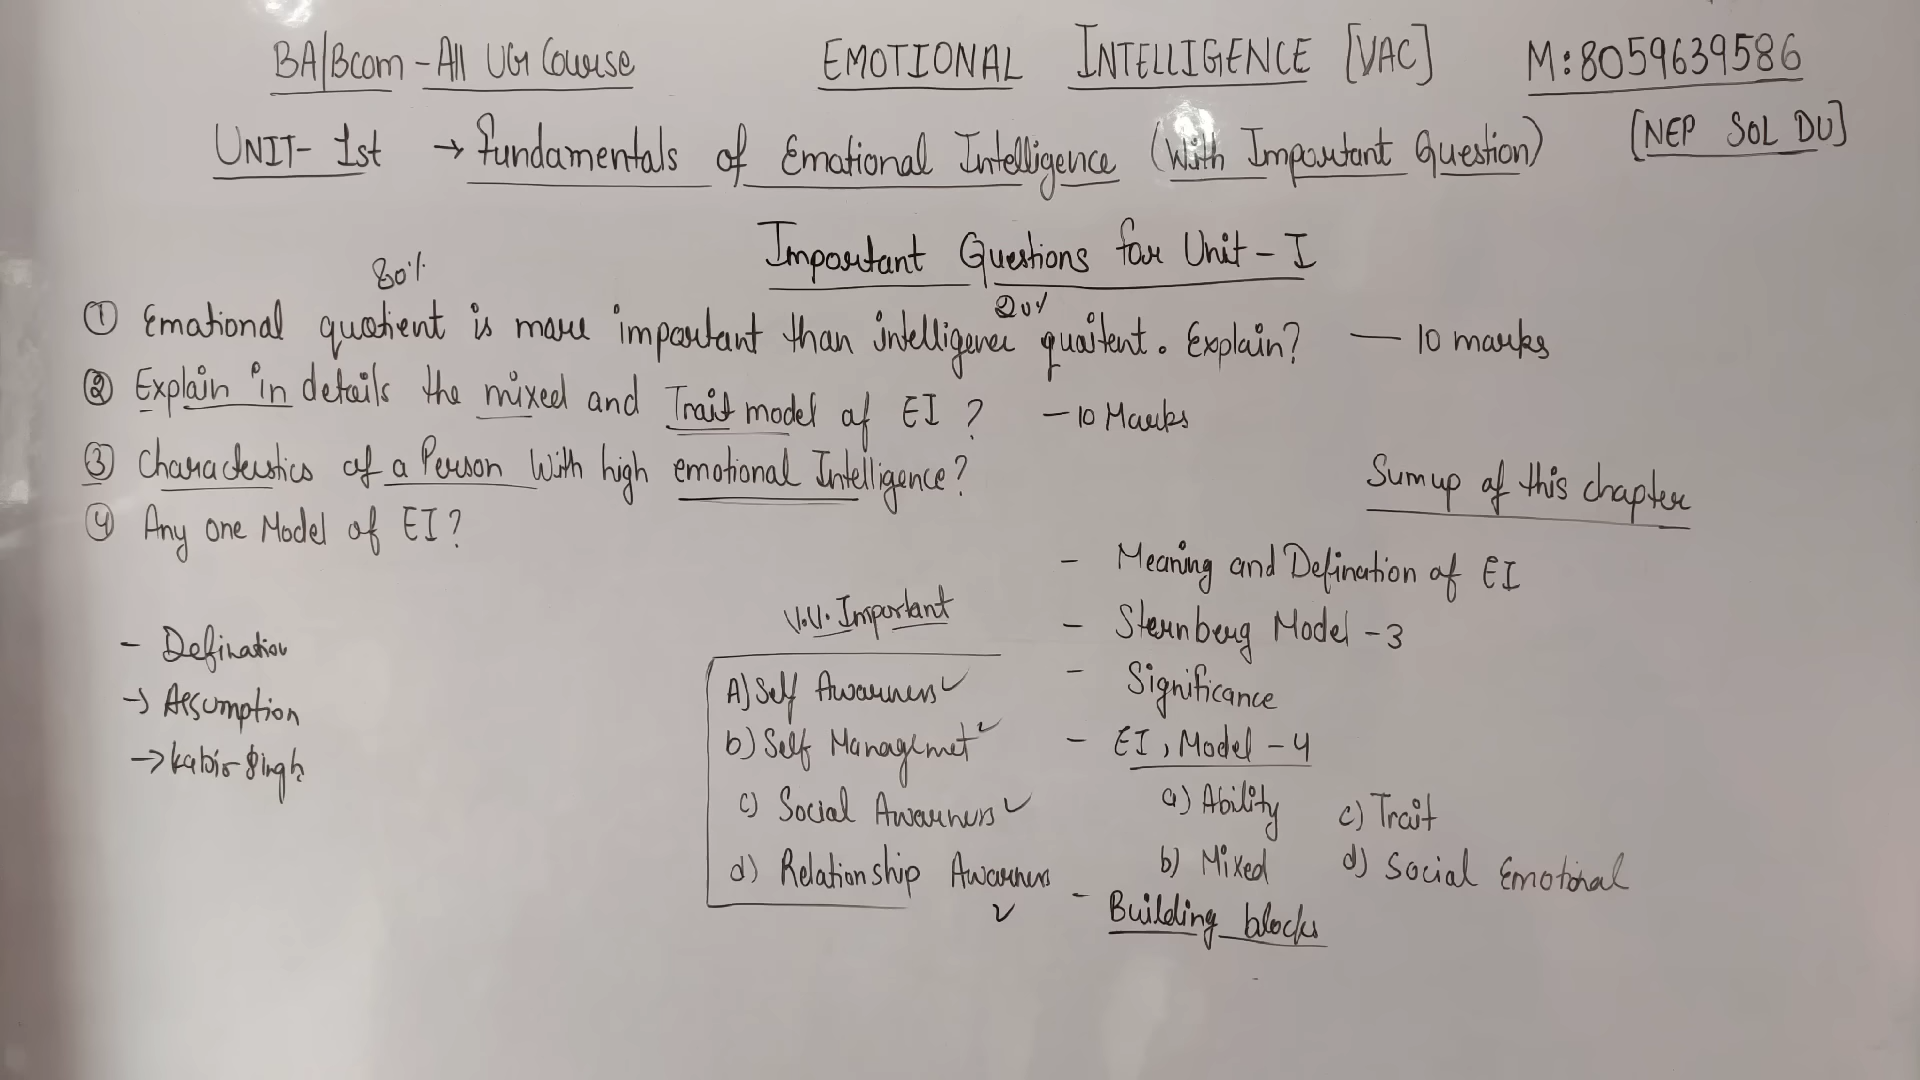 BA/Bcom - All UG Course EMOTIONAL INTELLIGENCE [VAC] M:8059639586
UNIT- 1st → Fundamentals of Emotional Intelligence (With Important Question) [NEP SOL DU]
Important Questions for Unit - I
80%
20%
① Emotional quotient is more important than intelligence quoitent. Explain? — 10 marks
② Explain in details the mixed and Trait model of EI ? — 10 Marks
③ Characteristics of a Person With high emotional Intelligence?
④ Any one Model of EI?
Sumup of this chapter
- Meaning and Defination of EI
- Sternberg Model - 3
- Significance
- EI, Model - 4
a) Ability c) Trait
b) Mixed d) Social Emotional
- Building blocks
V.V. Important
A) Self Awarness ✓
b) Self Managemet ✓
c) Social Awarness ✓
d) Relationship Awarness ✓
- Defination
→ Assumption
→ Kabir Singh